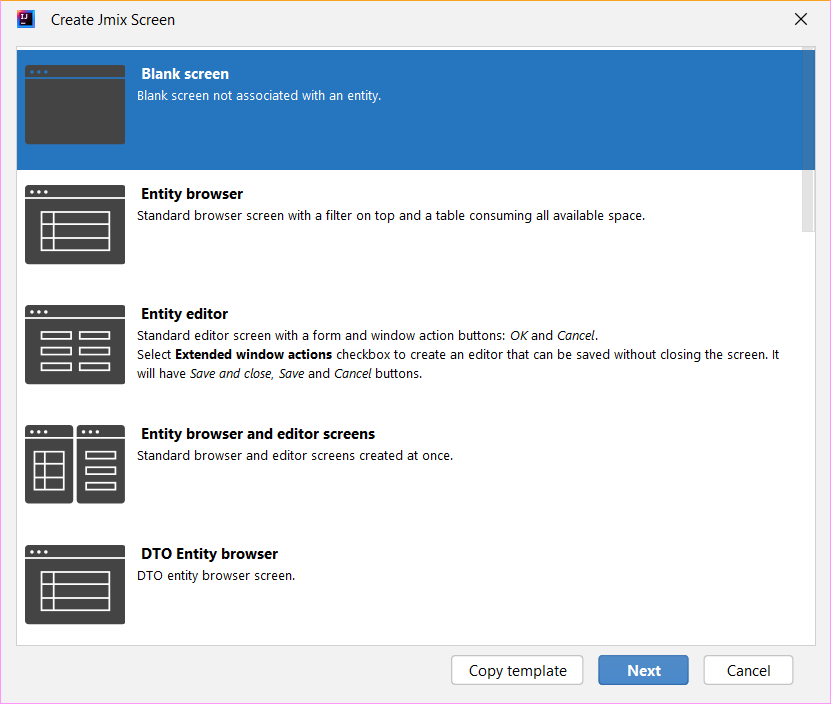 Create Jmix Screen
Blank screen
Blank screen not associated with an entity.
Entity browser
Standard browser screen with a filter on top and a table consuming all available space.
Entity editor
Standard editor screen with a form and window action buttons: OK and Cancel.
Select Extended window actions checkbox to create an editor that can be saved without closing the screen. It
will have Save and close, Save and Cancel buttons.
Entity browser and editor screens
Standard browser and editor screens created at once.
DTO Entity browser
DTO entity browser screen.
Copy template
Next
Cancel